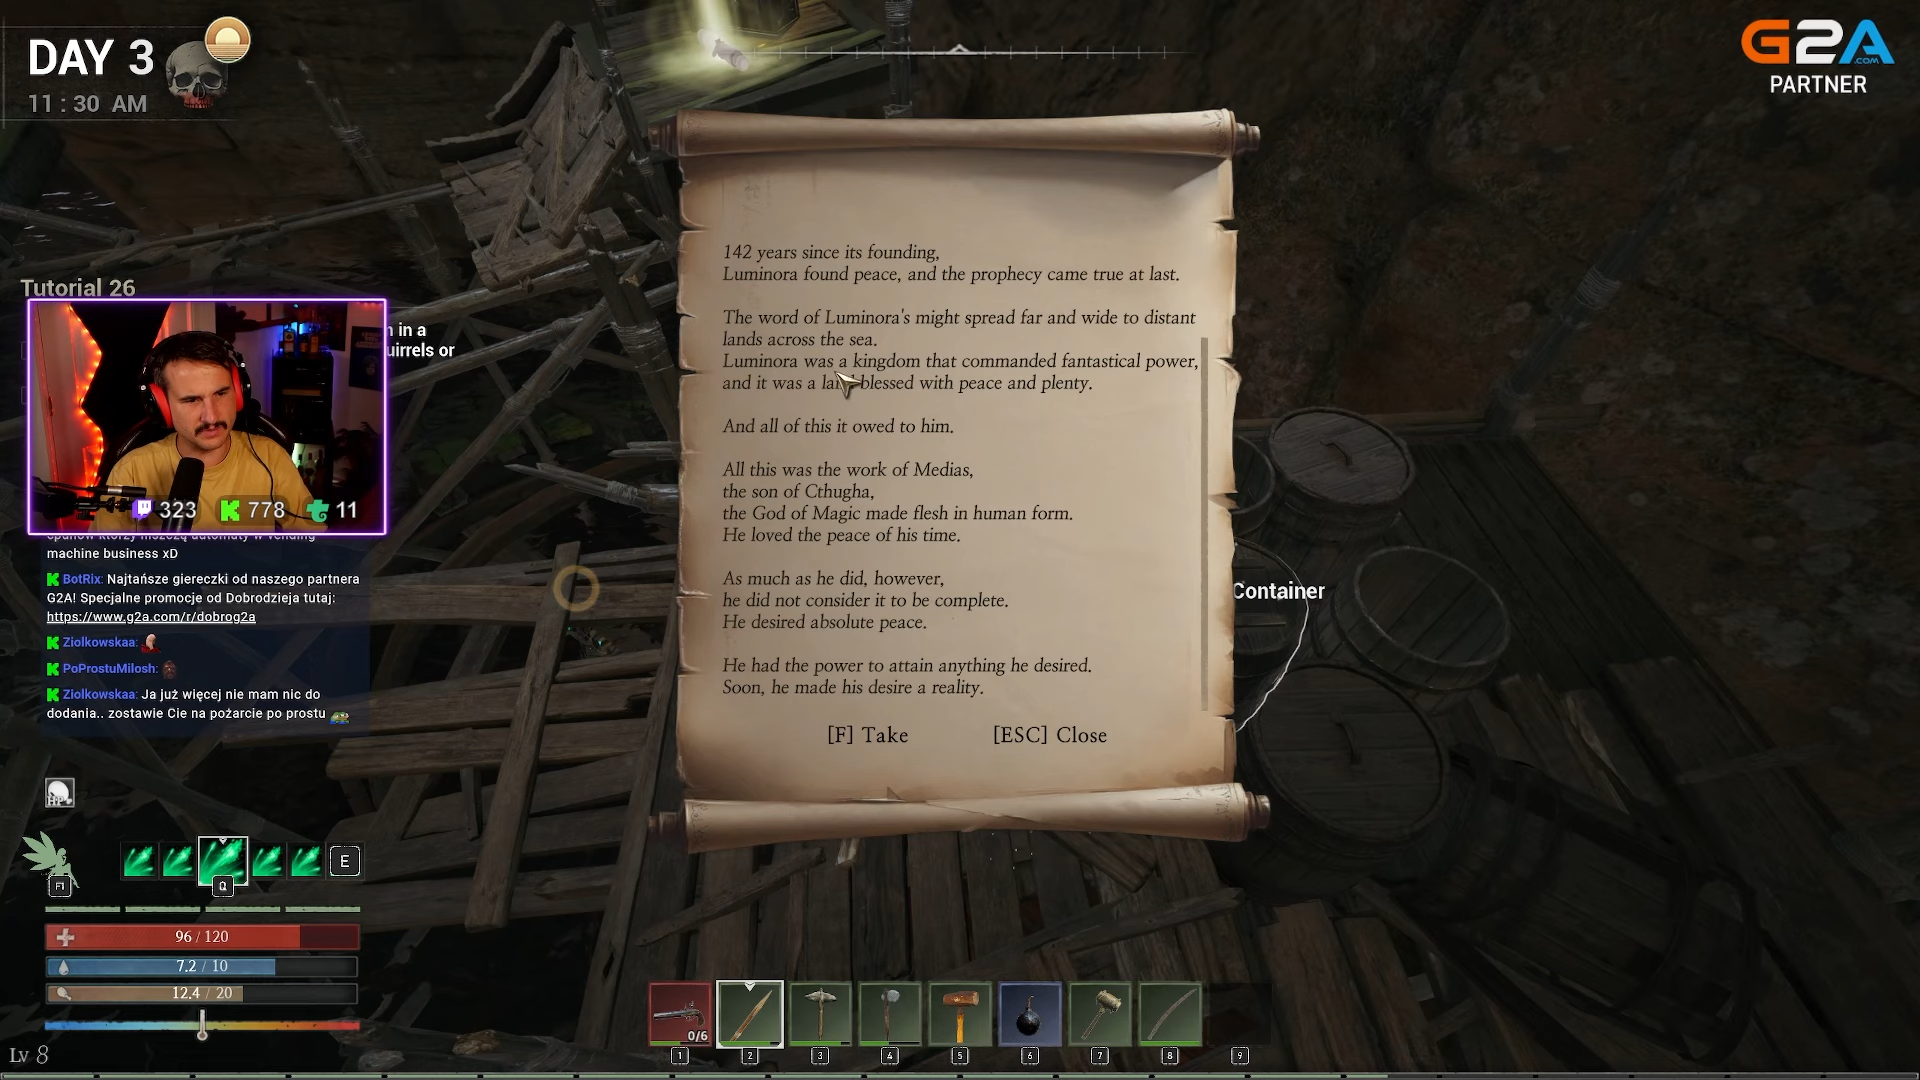 DAY 3
11 : 30 AM
G2A
.COM
PARTNER
Tutorial 26
n in a
uirrels or
323
778
11
machine business xD
BotRix: Najtańsze giereczki od naszego partnera
G2A! Specjalne promocje od Dobrodzieja tutaj:
https://www.g2a.com/r/dobrog2a
Ziolkowskaa:
PoProstuMilosh:
Ziolkowskaa: Ja już więcej nie mam nic do
dodania.. zostawie Cie na pożarcie po prostu
142 years since its founding,
Luminora found peace, and the prophecy came true at last.
The word of Luminora's might spread far and wide to distant
lands across the sea.
Luminora was a kingdom that commanded fantastical power,
and it was a blessed with peace and plenty.
And all of this it owed to him.
All this was the work of Medias,
the son of Cthugha,
the God of Magic made flesh in human form.
He loved the peace of his time.
As much as he did, however,
he did not consider it to be complete.
He desired absolute peace.
He had the power to attain anything he desired.
Soon, he made his desire a reality.
[F] Take [ESC] Close
Container
HP
F1
Q
E
96 / 120
7.2 / 10
12.4 / 20
Lv 8
0/6
1 2 3 4 5 6 7 8 9